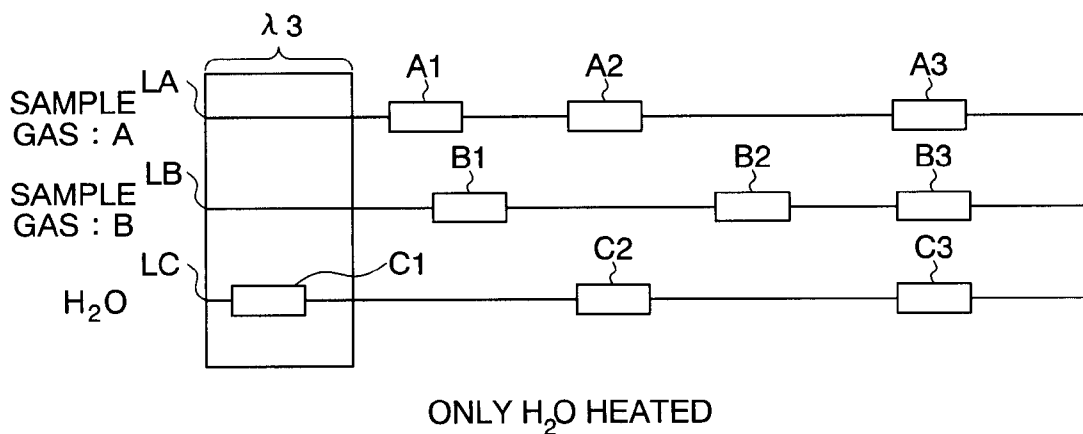 λ3
LA
A1
A2
A3
SAMPLE
GAS : A
LB
B1
B2
B3
SAMPLE
GAS : B
LC
C1
C2
C3
H₂O
ONLY H₂O HEATED